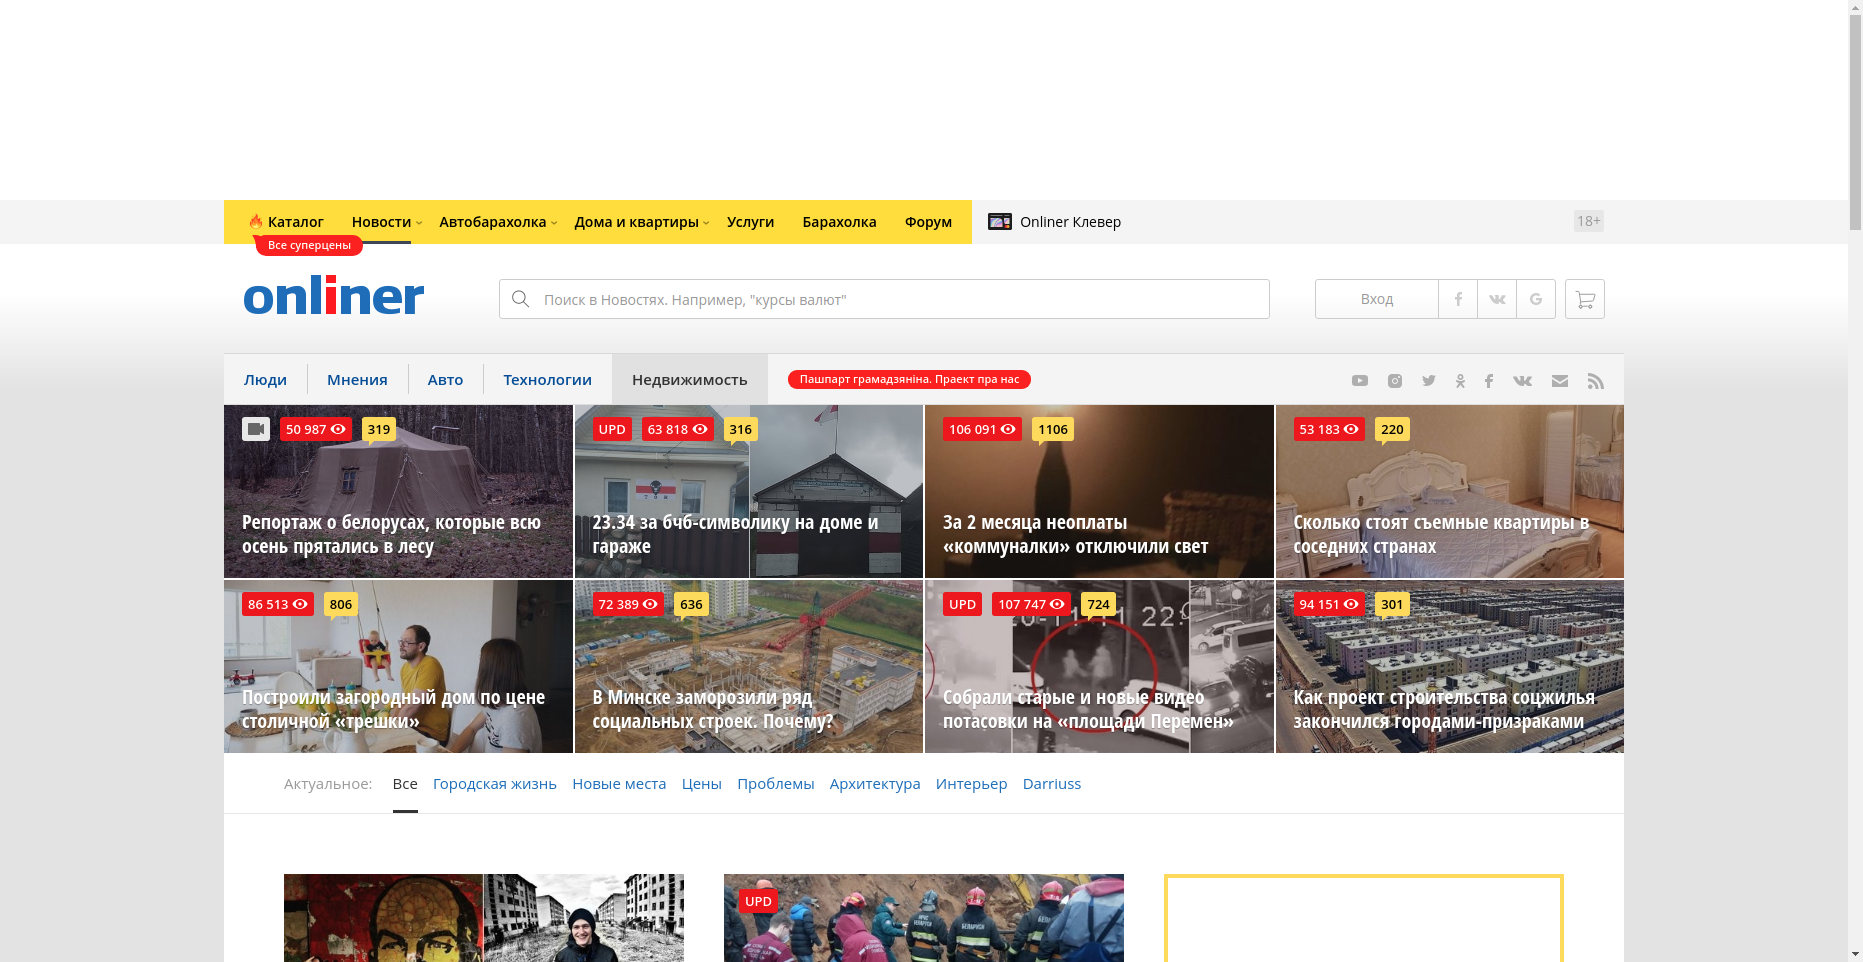 Каталог Новости Автобарахолка Дома и квартиры Услуги Барахолка Форум Onliner Клевер 18+
Все суперцены
onliner
Поиск в Новостях. Например, "курсы валют"
Вход
Люди Мнения Авто Технологии Недвижимость Пашпарт грамадзяніна. Праект пра нас
50 987 319
Репортаж о белорусах, которые всю
осень прятались в лесу
UPD 63 818 316
23.34 за бчб-символику на доме и
гараже
106 091 1106
За 2 месяца неоплаты
«коммуналки» отключили свет
53 183 220
Сколько стоят съемные квартиры в
соседних странах
86 513 806
Построили загородный дом по цене
столичной «трешки»
72 389 636
В Минске заморозили ряд
социальных строек. Почему?
UPD 107 747 724
Собрали старые и новые видео
потасовки на «площади Перемен»
94 151 301
Как проект строительства соцжилья
закончился городами-призраками
Актуальное: Все Городская жизнь Новые места Цены Проблемы Архитектура Интерьер Darriuss
UPD